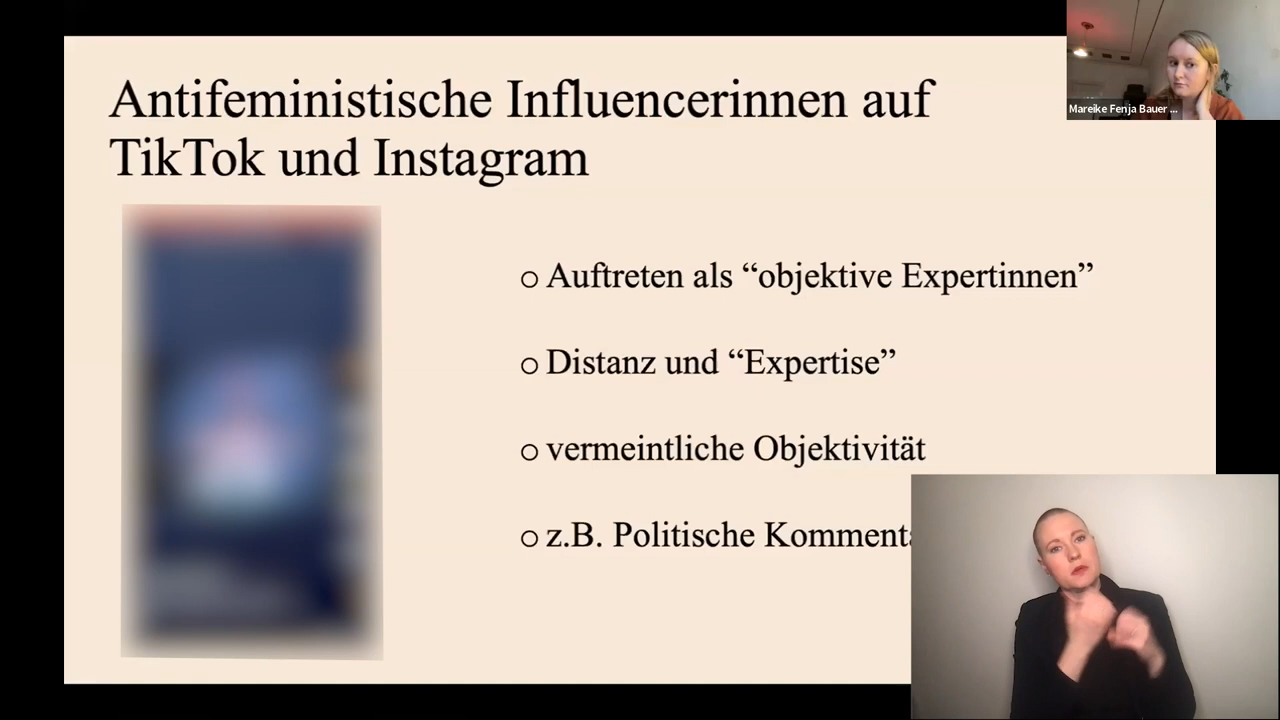 Antifeministische Influencerinnen auf
TikTok und Instagram
Mareike Fenja Bauer ...
o Auftreten als “objektive Expertinnen”
o Distanz und “Expertise”
o vermeintliche Objektivität
o z.B. Politische